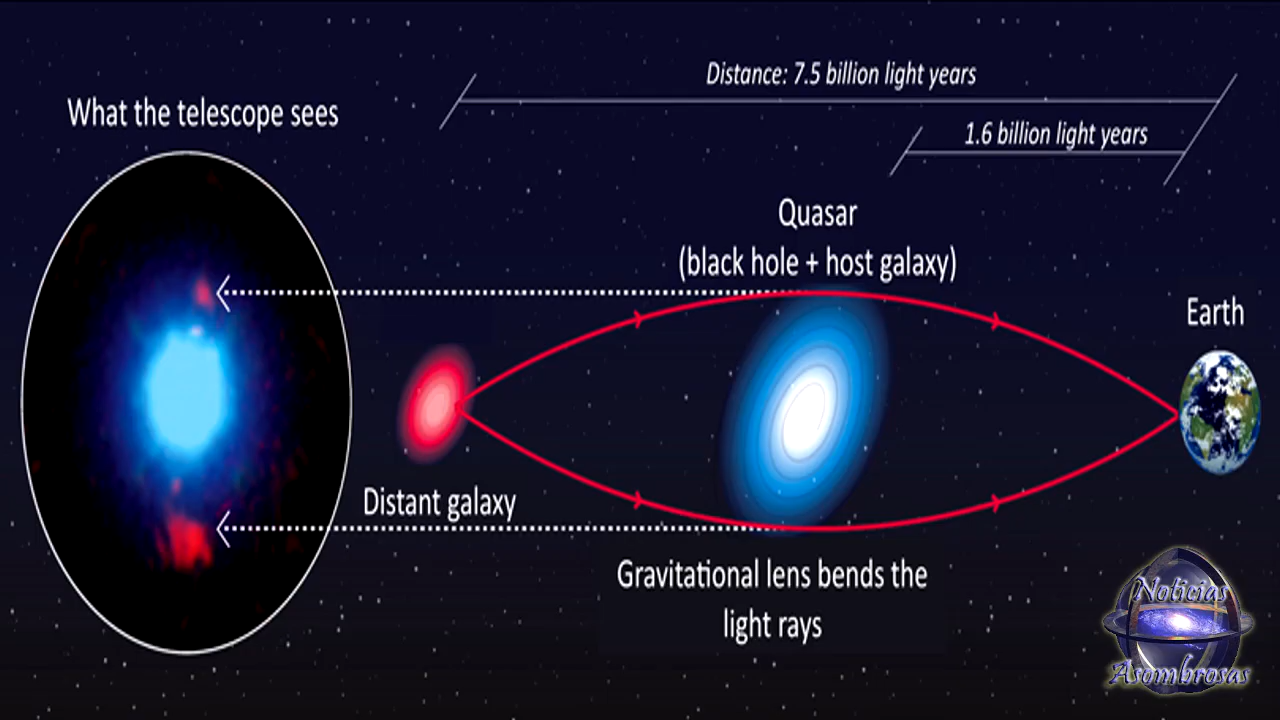 Distance: 7.5 billion light years
What the telescope sees
1.6 billion light years
Quasar
(black hole + host galaxy)
Earth
Distant galaxy
Gravitational lens bends the
light rays
Noticias
Asombrosas